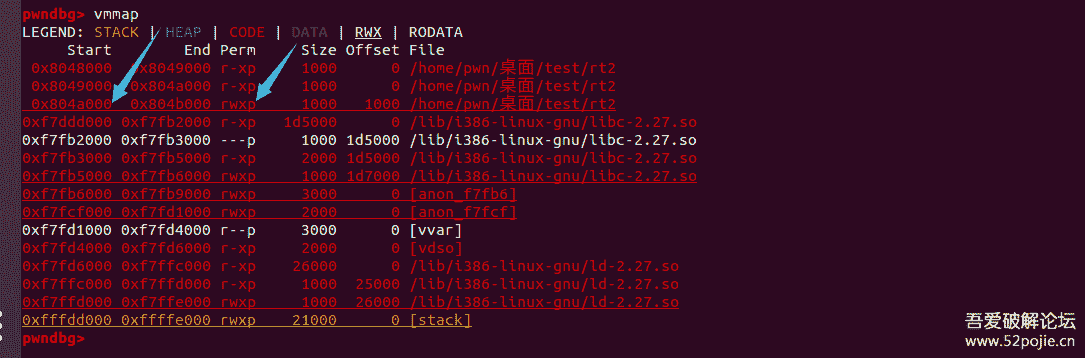 pwndbg> vmmap
LEGEND: STACK | HEAP | CODE | DATA | RWX | RODATA
Start End Perm Size Offset File
0x8048000 0x8049000 r-xp 1000 0 /home/pwn/桌面/test/rt2
0x8049000 0x804a000 r-xp 1000 0 /home/pwn/桌面/test/rt2
0x804a000 0x804b000 rwxp 1000 1000 /home/pwn/桌面/test/rt2
0xf7ddd000 0xf7fb2000 r-xp 1d5000 0 /lib/i386-linux-gnu/libc-2.27.so
0xf7fb2000 0xf7fb3000 ---p 1000 1d5000 /lib/i386-linux-gnu/libc-2.27.so
0xf7fb3000 0xf7fb5000 r-xp 2000 1d5000 /lib/i386-linux-gnu/libc-2.27.so
0xf7fb5000 0xf7fb6000 rwxp 1000 1d7000 /lib/i386-linux-gnu/libc-2.27.so
0xf7fb6000 0xf7fb9000 rwxp 3000 0 [anon_f7fb6]
0xf7fcf000 0xf7fd1000 rwxp 2000 0 [anon_f7fcf]
0xf7fd1000 0xf7fd4000 r--p 3000 0 [vvar]
0xf7fd4000 0xf7fd6000 r-xp 2000 0 [vdso]
0xf7fd6000 0xf7ffc000 r-xp 26000 0 /lib/i386-linux-gnu/ld-2.27.so
0xf7ffc000 0xf7ffd000 r-xp 1000 25000 /lib/i386-linux-gnu/ld-2.27.so
0xf7ffd000 0xf7ffe000 rwxp 1000 26000 /lib/i386-linux-gnu/ld-2.27.so
0xfffdd000 0xffffe000 rwxp 21000 0 [stack]
pwndbg>
吾爱破解论坛
www.52pojie.cn